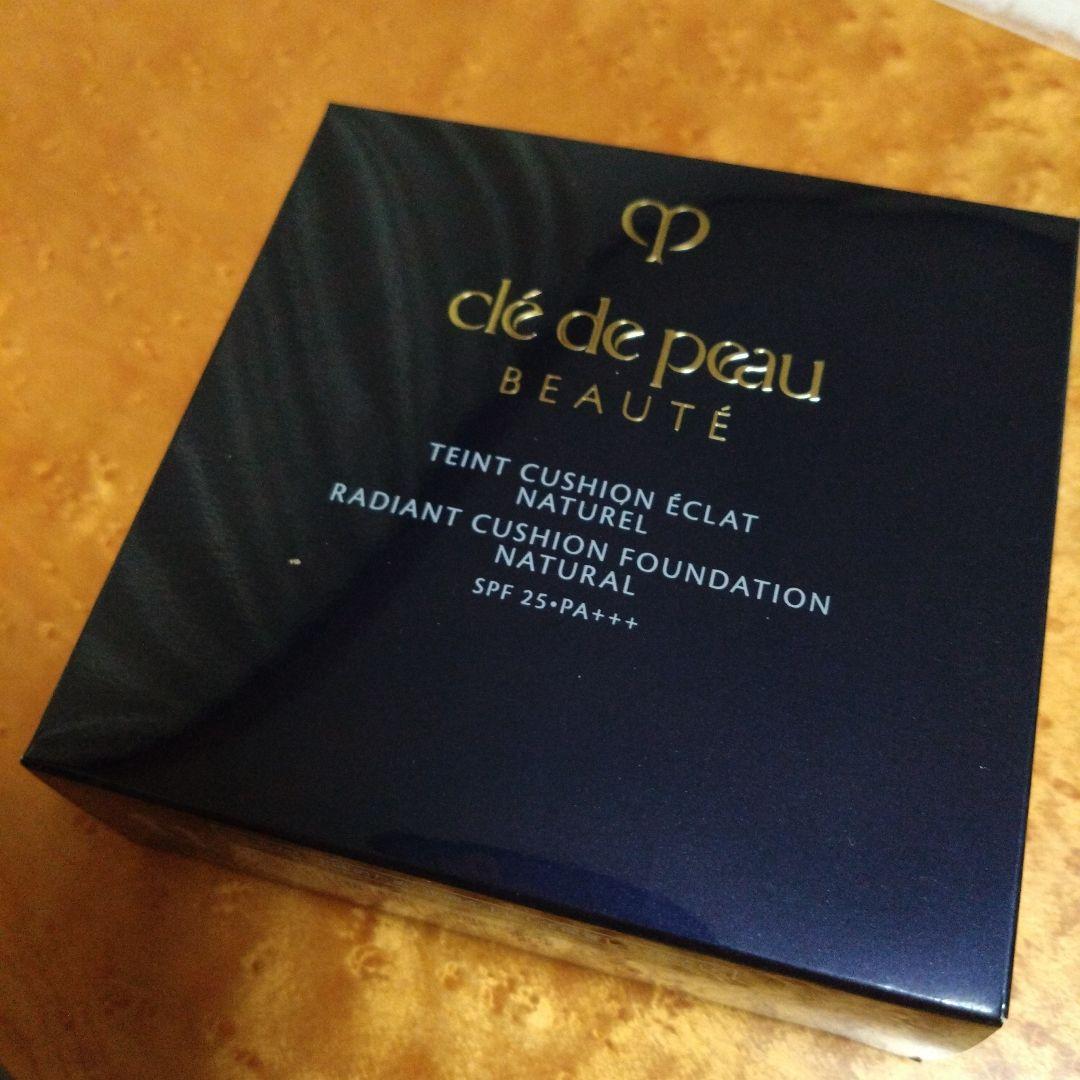 clé de peau
BEAUTÉ
TEINT CUSHION ÉCLAT
NATUREL
RADIANT CUSHION FOUNDATION
NATURAL
SPF 25•PA+++